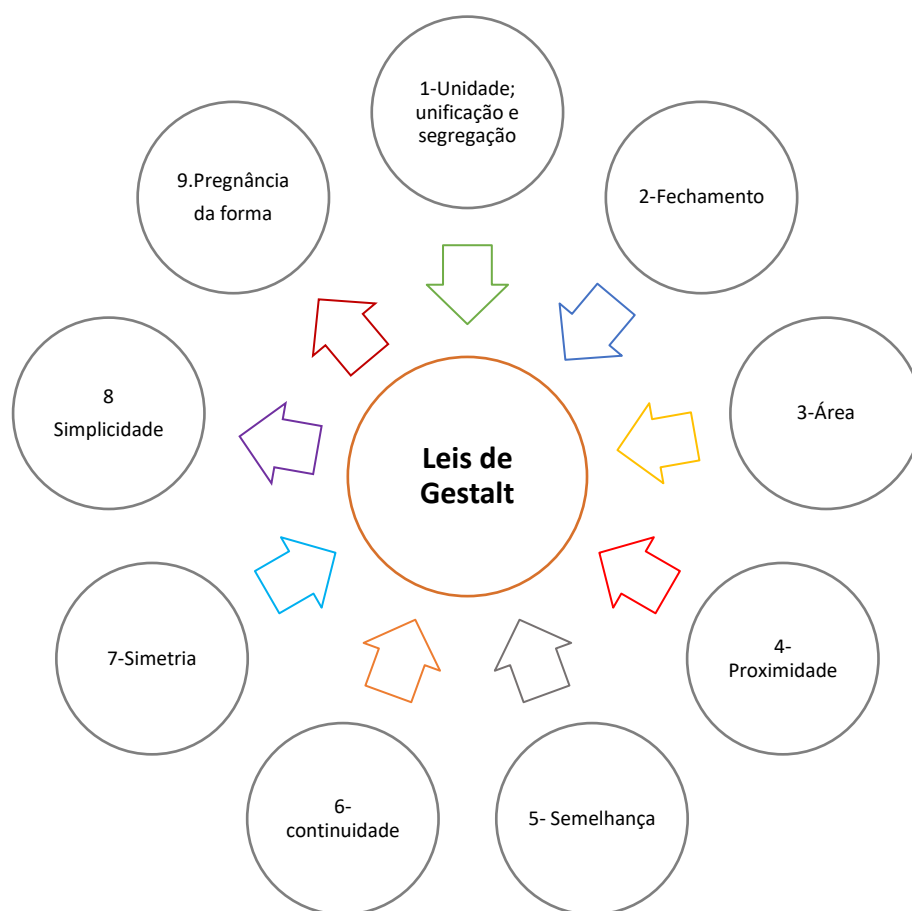 1-Unidade;
unificação e
segregação
2-Fechamento
3-Área
4-
Proximidade
5- Semelhança
6-
continuidade
7-Simetria
8
Simplicidade
9.Pregnância
da forma
Leis de
Gestalt